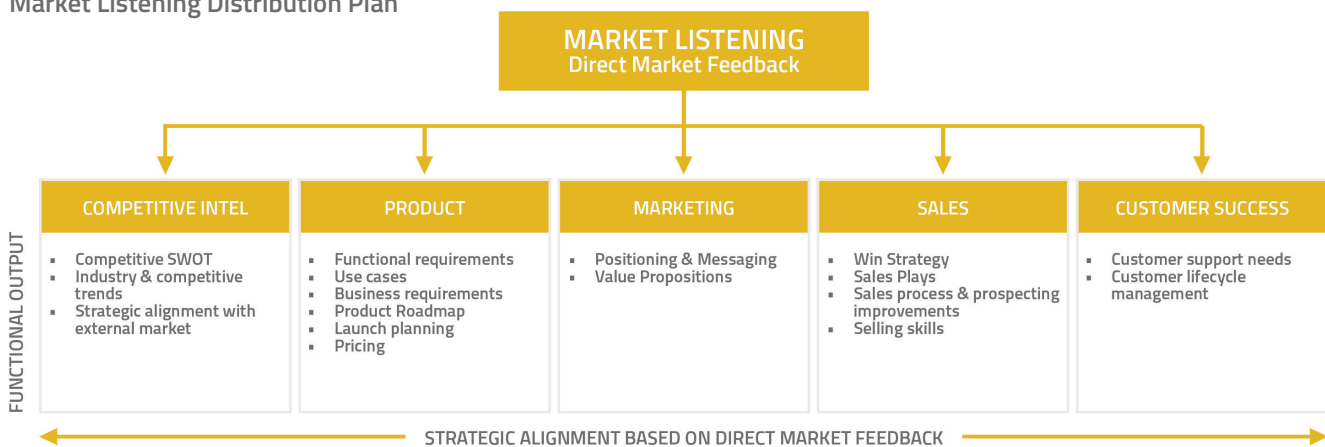 Market Listening Distribution Plan
MARKET LISTENING
Direct Market Feedback
COMPETITIVE INTEL
▪ Competitive SWOT
▪ Industry & competitive
trends
▪ Strategic alignment with
external market
PRODUCT
▪ Functional requirements
▪ Use cases
▪ Business requirements
▪ Product Roadmap
▪ Launch planning
▪ Pricing
MARKETING
▪ Positioning & Messaging
▪ Value Propositions
SALES
▪ Win Strategy
▪ Sales Plays
▪ Sales process & prospecting
improvements
▪ Selling skills
CUSTOMER SUCCESS
▪ Customer support needs
▪ Customer lifecycle
management
FUNCTIONAL OUTPUT
STRATEGIC ALIGNMENT BASED ON DIRECT MARKET FEEDBACK